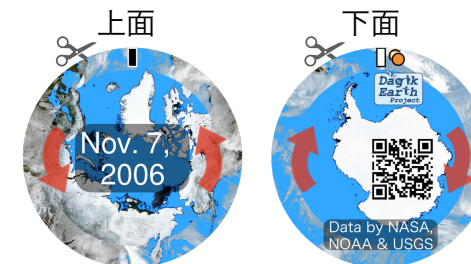 上面
下面
Nov. 7,
2006
Dagik
Earth
Project
Data by NASA,
NOAA & USGS